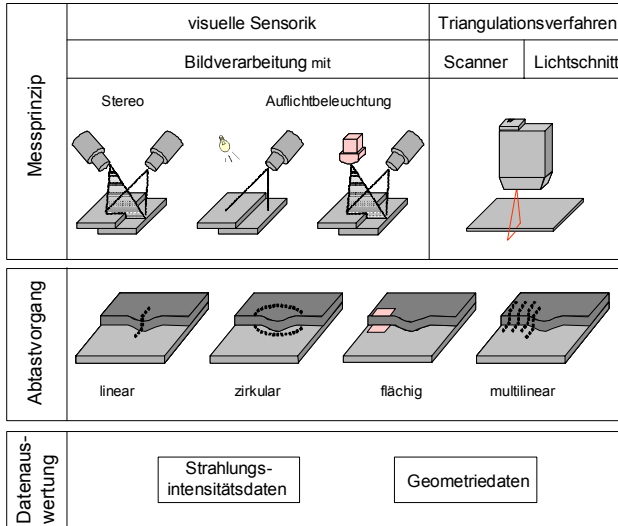 visuelle Sensorik
Triangulationsverfahren
Bildverarbeitung mit
Scanner
Lichtschnitt
Messprinzip
Stereo
Auflichtbeleuchtung
Abtastvorgang
linear
zirkular
flächig
multilinear
Datenaus-
wertung
Strahlungs-
intensitätsdaten
Geometriedaten